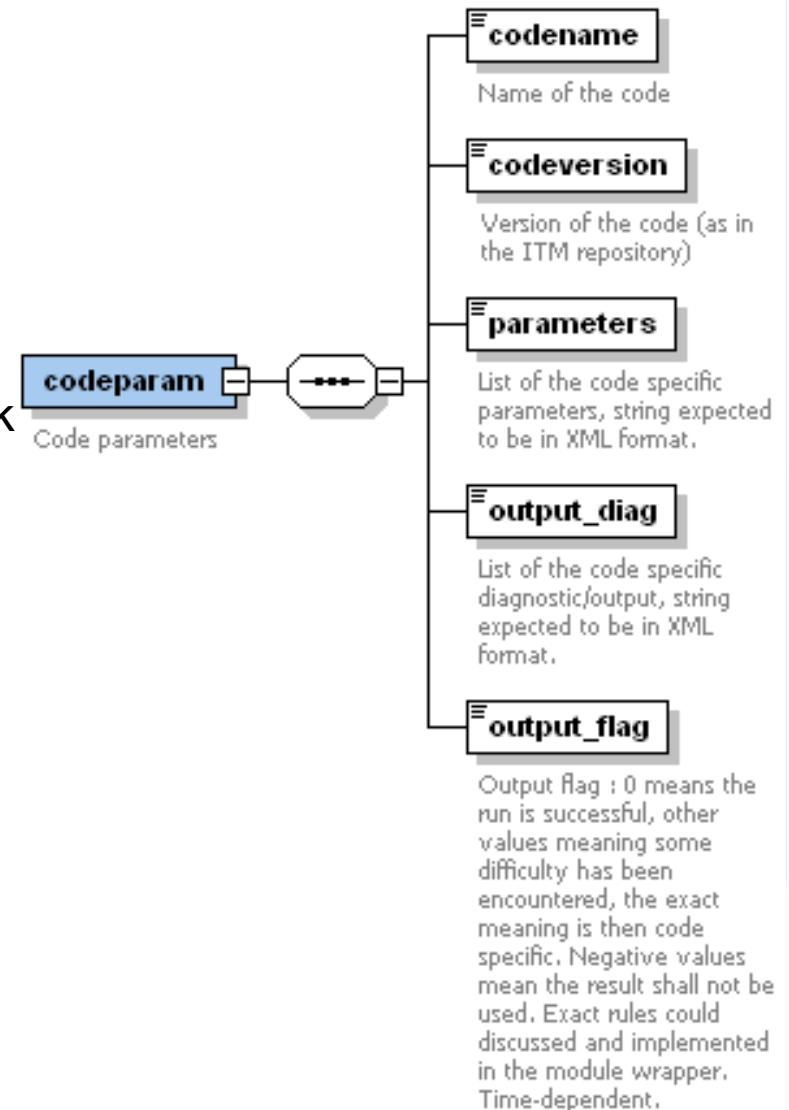 codename
Name of the code
codeversion
Version of the code (as in
the ITM repository)
parameters
List of the code specific
parameters, string expected
to be in XML format.
codeparam
k
Code parameters
output_diag
List of the code specific
diagnostic/output, string
expected to be in XML
format.
output_flag
Output flag : 0 means the
run is successful, other
values meaning some
difficulty has been
encountered, the exact
meaning is then code
specific. Negative values
mean the result shall not be
used. Exact rules could
discussed and implemented
in the module wrapper.
Time-dependent.